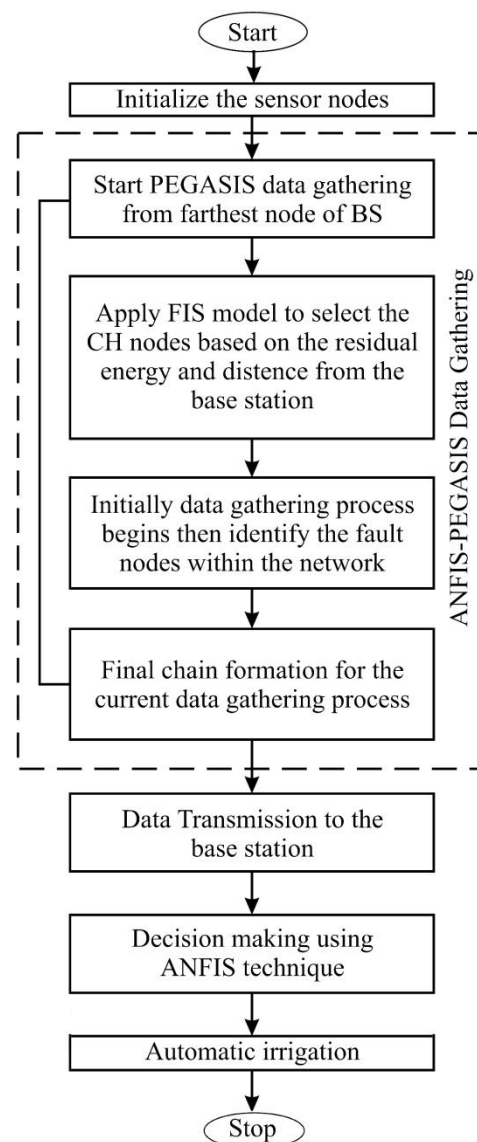 Start
Initialize the sensor nodes
Start PEGASIS data gathering
from farthest node of BS
Apply FIS model to select the
CH nodes based on the residual
energy and distence from the
base station
Initially data gathering process
begins then identify the fault
nodes within the network
Final chain formation for the
current data gathering process
ANFIS-PEGASIS Data Gathering
Data Transmission to the
base station
Decision making using
ANFIS technique
Automatic irrigation
Stop